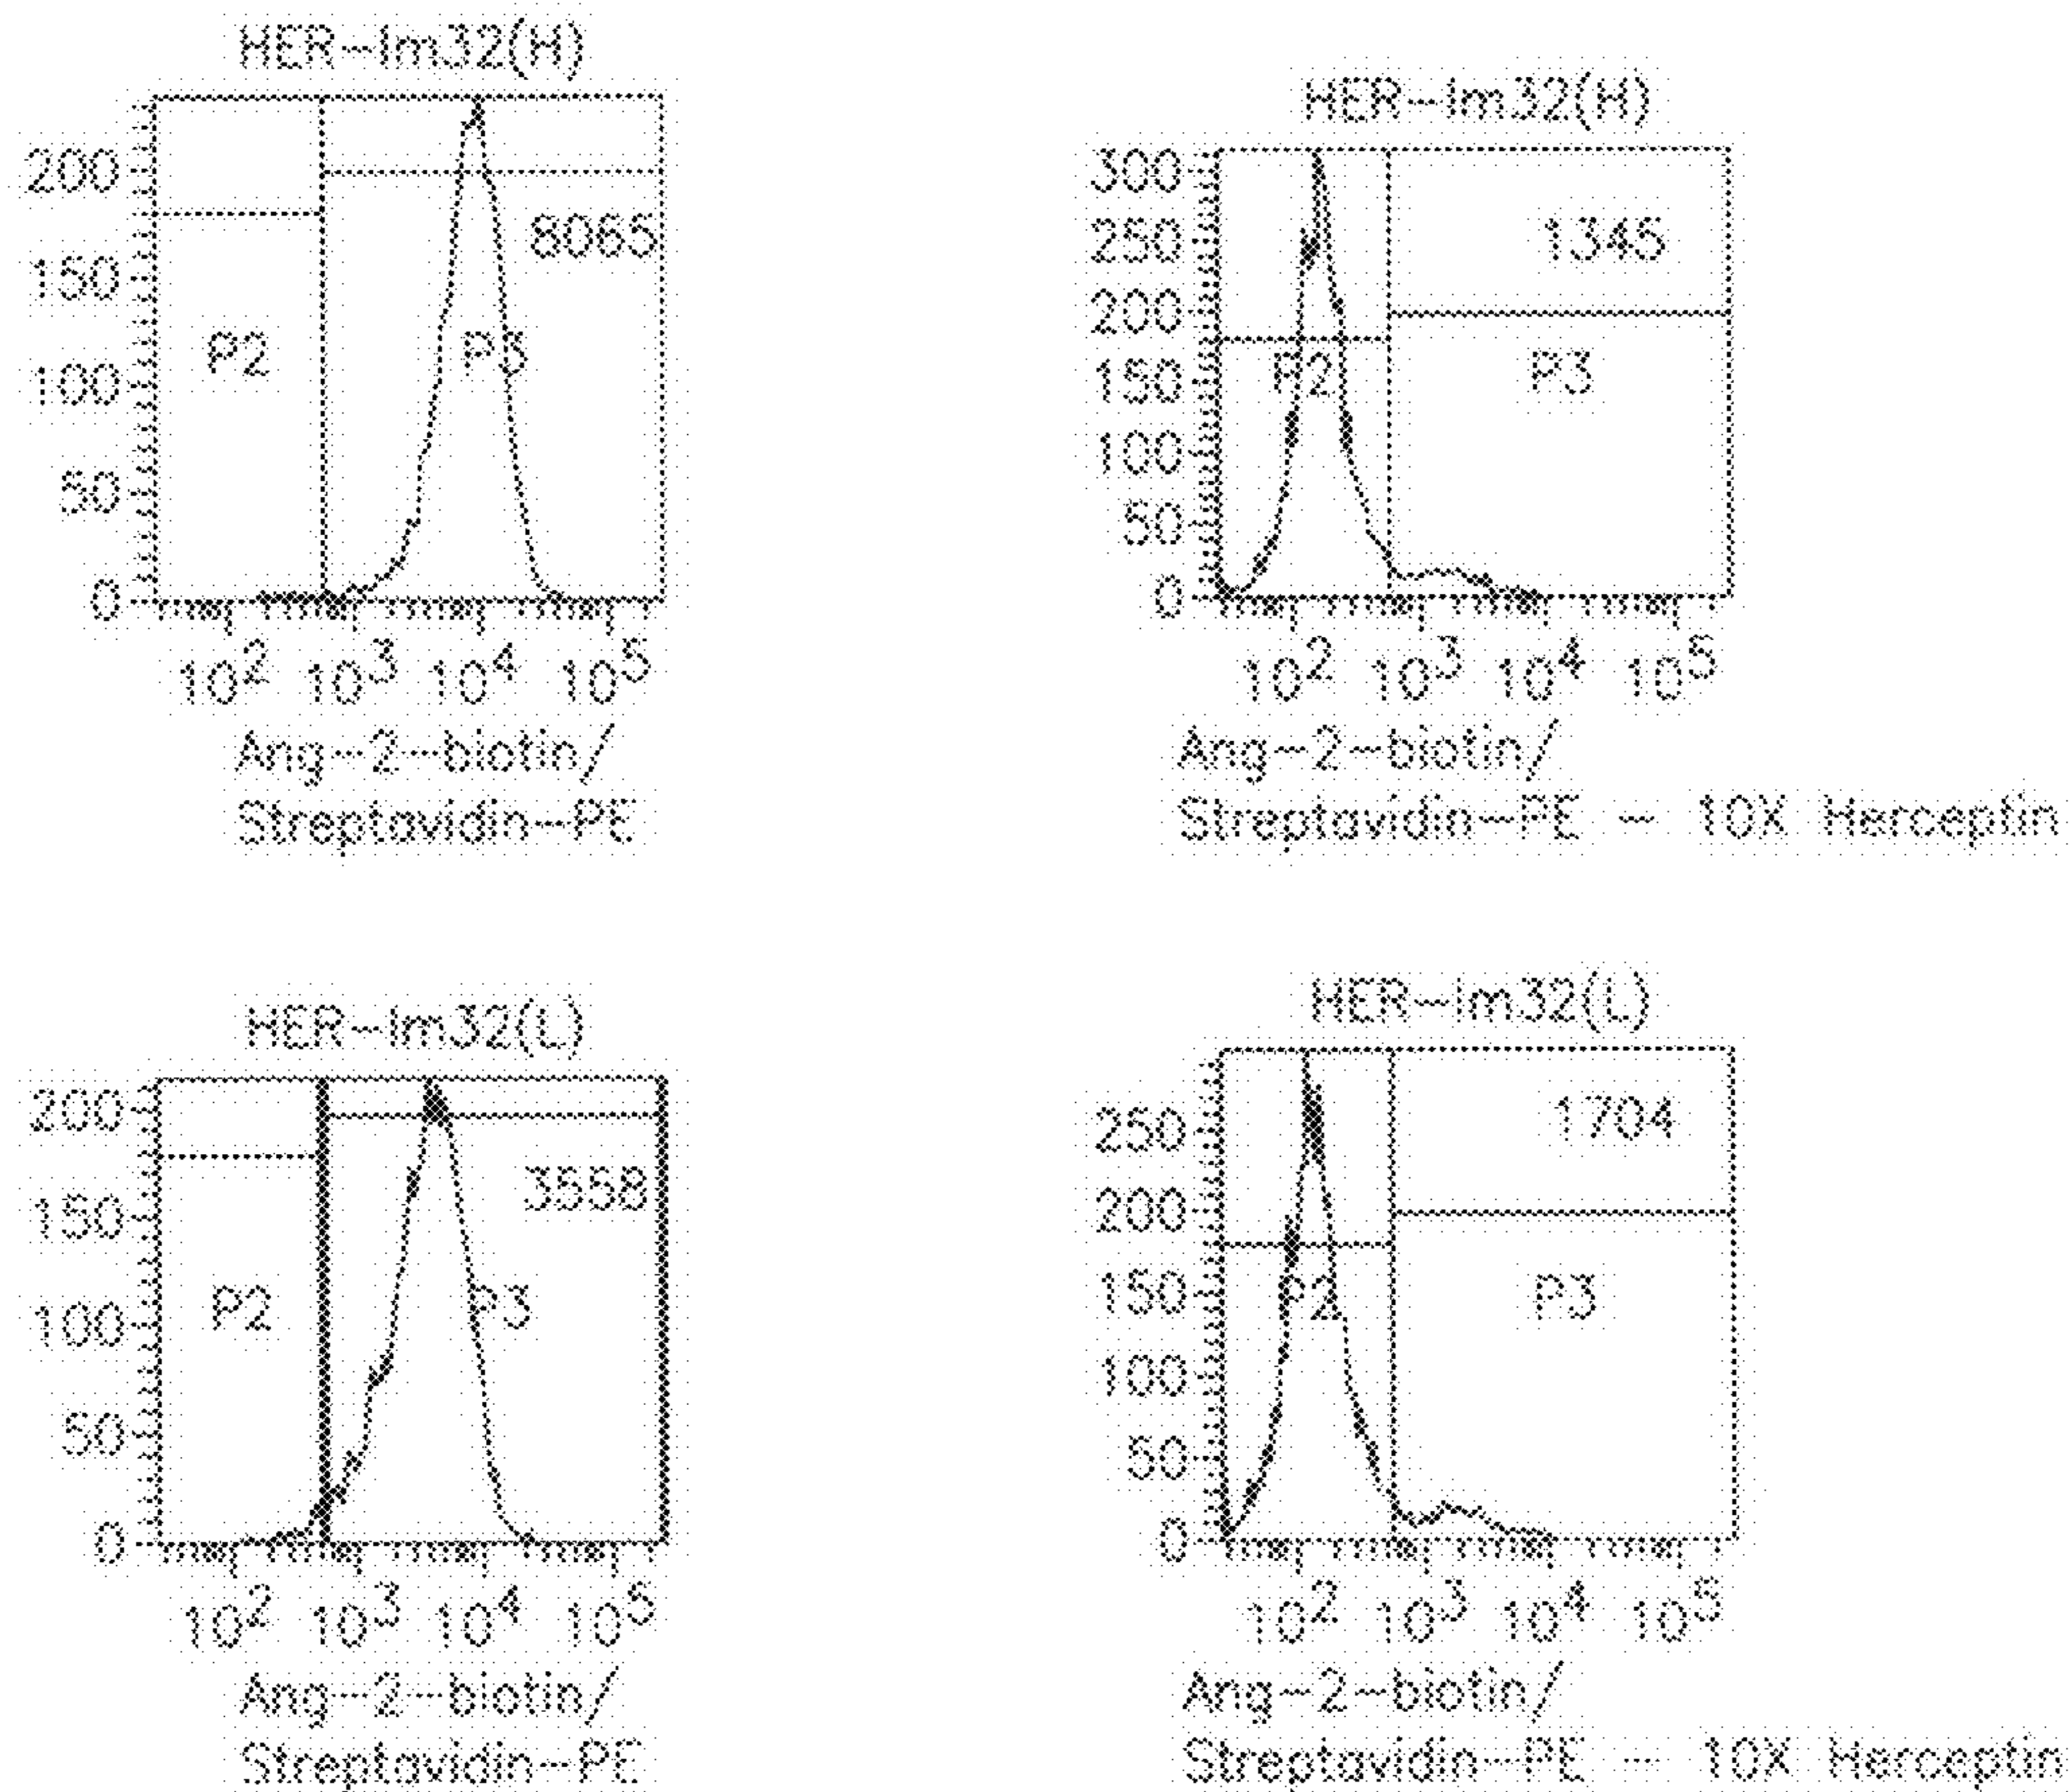 HER-Im32(H)
200
150
100
50
0
8065
P2
P3
10^2 10^3 10^4 10^5
Ang-2-biotin/
Streptavidin-PE
HER-Im32(H)
300
250
200
150
100
50
0
1345
P2
P3
10^2 10^3 10^4 10^5
Ang-2-biotin/
Streptavidin-PE - 10X Herceptin
HER-Im32(L)
200
150
100
50
0
3558
P2
P3
10^2 10^3 10^4 10^5
Ang-2-biotin/
Streptavidin-PE
HER-Im32(L)
250
200
150
100
50
0
1704
P2
P3
10^2 10^3 10^4 10^5
Ang-2-biotin/
Streptavidin-PE - 10X Herceptin